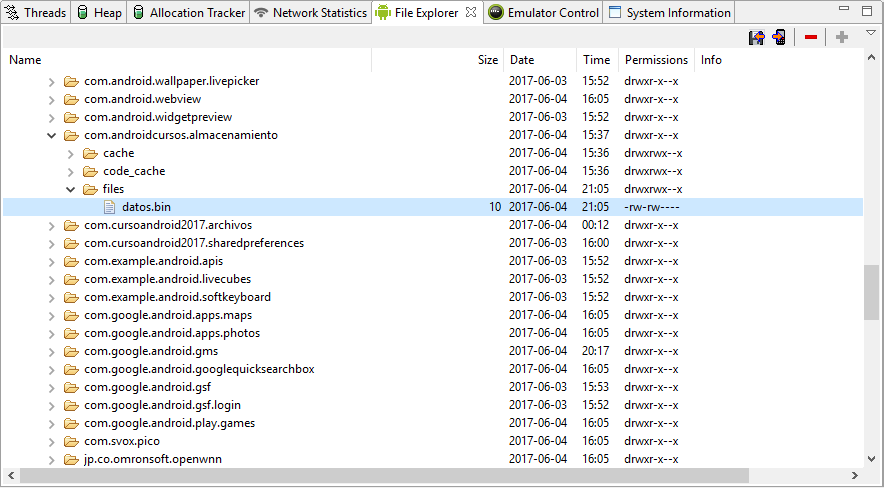 Threads Heap Allocation Tracker Network Statistics File Explorer Emulator Control System Information
Name Size Date Time Permissions Info
com.android.wallpaper.livepicker 2017-06-03 15:52 drwxr-x--x
com.android.webview 2017-06-04 16:05 drwxr-x--x
com.android.widgetpreview 2017-06-03 15:52 drwxr-x--x
com.androidcursos.almacenamiento 2017-06-04 15:37 drwxr-x--x
cache 2017-06-04 15:36 drwxrwx--x
code_cache 2017-06-04 15:36 drwxrwx--x
files 2017-06-04 21:05 drwxrwx--x
datos.bin 10 2017-06-04 21:05 -rw-rw----
com.cursoandroid2017.archivos 2017-06-04 00:12 drwxr-x--x
com.cursoandroid2017.sharedpreferences 2017-06-03 16:00 drwxr-x--x
com.example.android.apis 2017-06-03 15:52 drwxr-x--x
com.example.android.livecubes 2017-06-03 15:52 drwxr-x--x
com.example.android.softkeyboard 2017-06-03 15:52 drwxr-x--x
com.google.android.apps.maps 2017-06-04 16:05 drwxr-x--x
com.google.android.apps.photos 2017-06-04 16:05 drwxr-x--x
com.google.android.gms 2017-06-04 20:17 drwxr-x--x
com.google.android.googlequicksearchbox 2017-06-04 16:05 drwxr-x--x
com.google.android.gsf 2017-06-03 15:53 drwxr-x--x
com.google.android.gsf.login 2017-06-03 15:52 drwxr-x--x
com.google.android.play.games 2017-06-04 16:05 drwxr-x--x
com.svox.pico 2017-06-04 16:05 drwxr-x--x
jp.co.omronsoft.openwnn 2017-06-04 16:05 drwxr-x--x